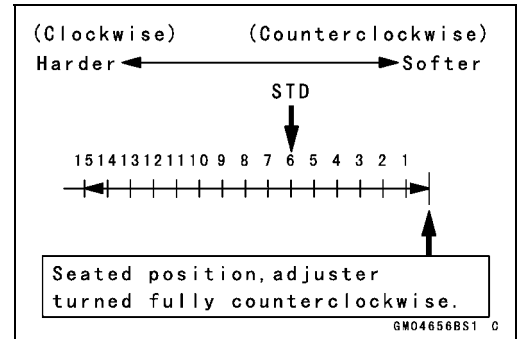 (Clockwise) (Counterclockwise)
Harder Softer
STD
15 14 13 12 11 10 9 8 7 6 5 4 3 2 1
Seated position, adjuster
turned fully counterclockwise.
GM04656BS1 C